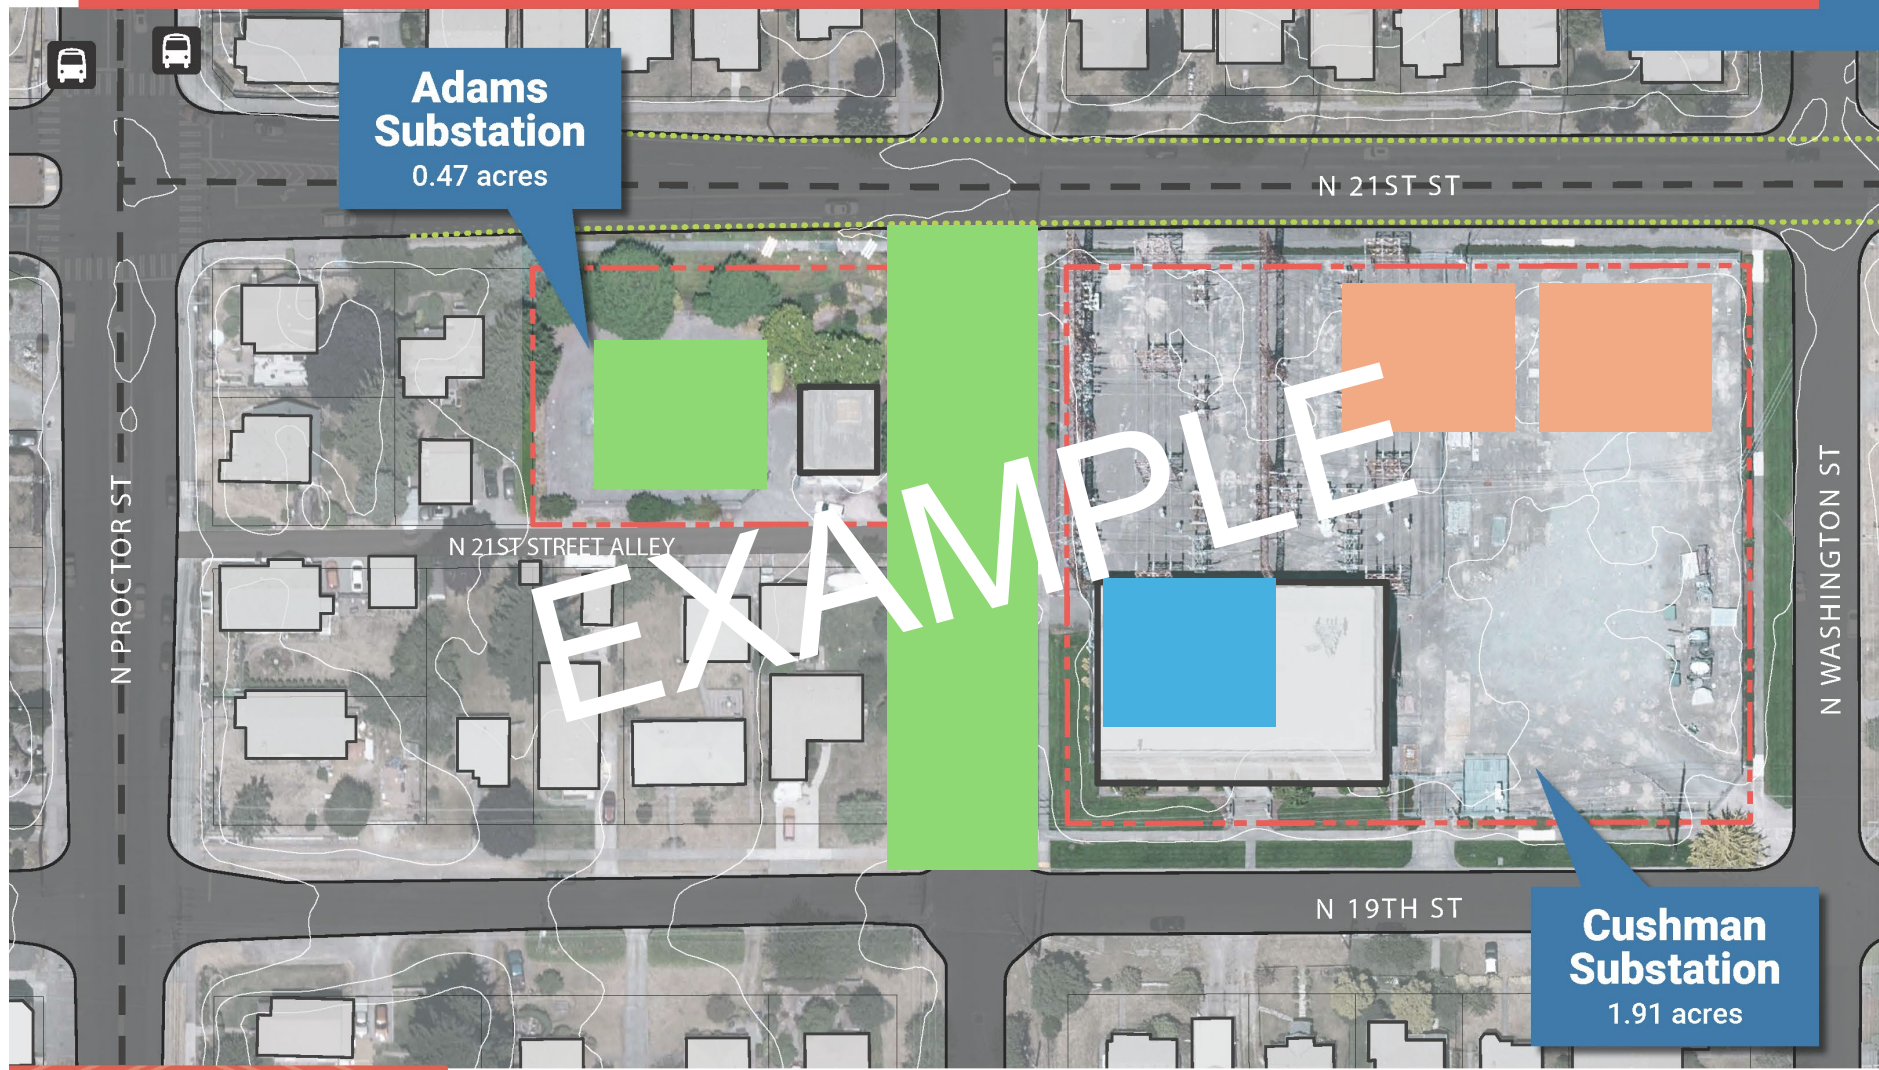 Adams
Substation
0.47 acres
N 21ST ST
N PROCTOR ST
N 21ST STREET ALLEY
EXAMPLE
N WASHINGTON ST
N 19TH ST
Cushman
Substation
1.91 acres